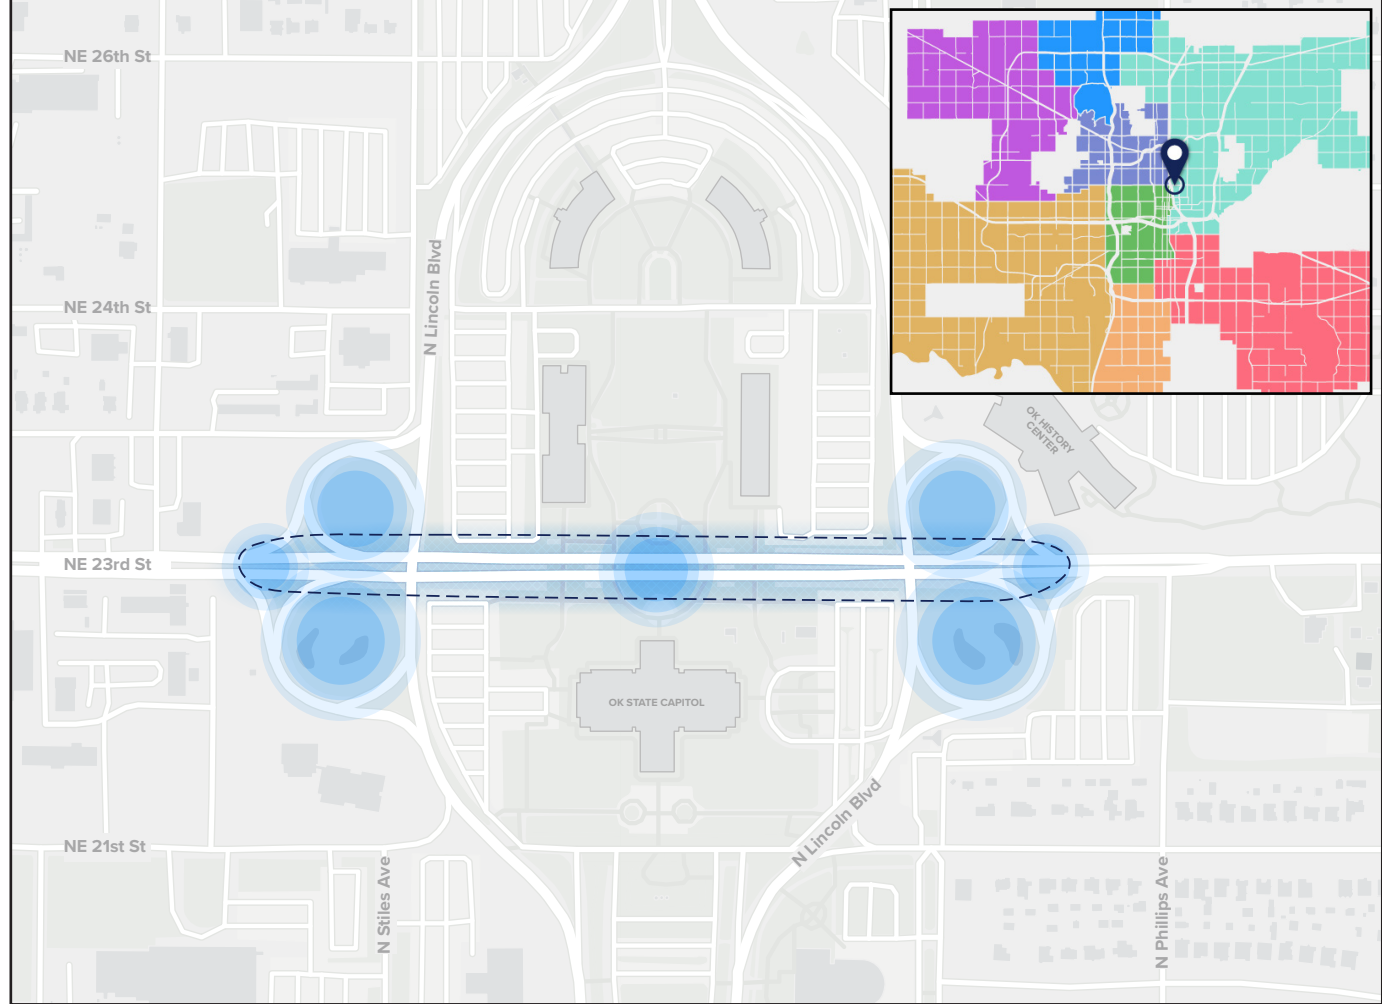 NE 26th St
N Lincoln Blvd
NE 24th St
OK HISTORY
CENTER
NE 23rd St
OK STATE CAPITOL
N Lincoln Blvd
NE 21st St
N Stiles Ave
N Phillips Ave